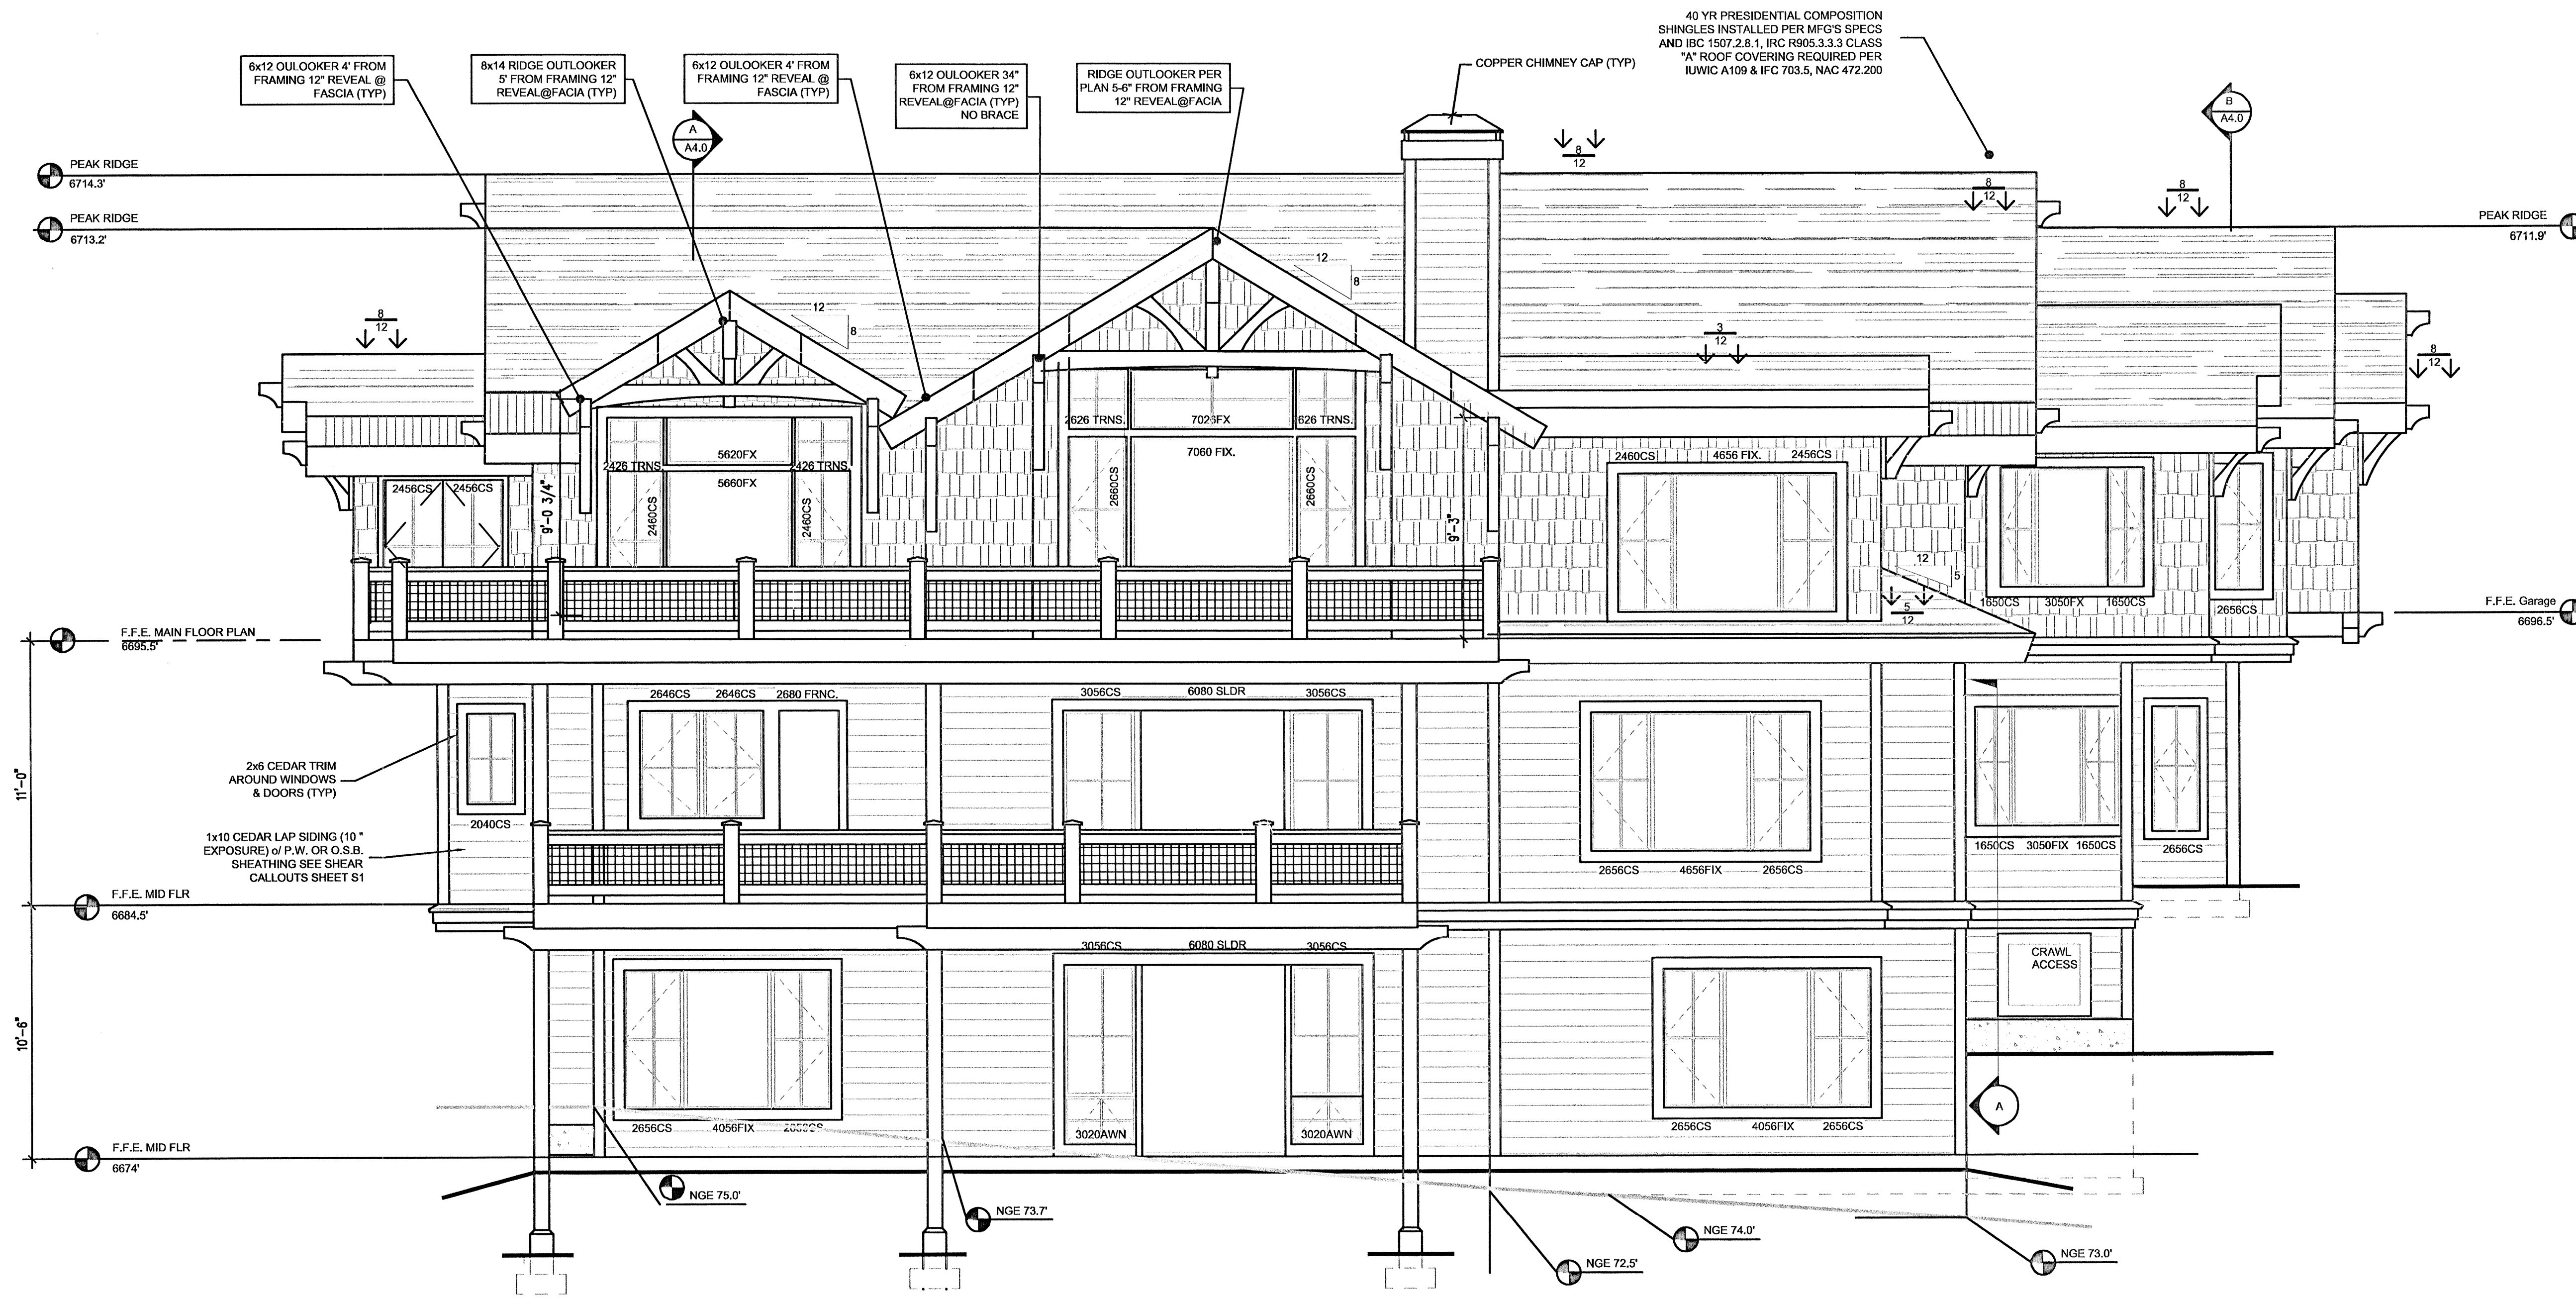 40 YR PRESIDENTIAL COMPOSITION
SHINGLES INSTALLED PER MFG'S SPECS
AND IBC 1507.2.8.1, IRC R905.3.3.3 CLASS
"A" ROOF COVERING REQUIRED PER
IUWIC A109 & IFC 703.5, NAC 472.200
6x12 OULOOKER 4' FROM
FRAMING 12" REVEAL @
FASCIA (TYP)
8x14 RIDGE OUTLOOKER
5' FROM FRAMING 12"
REVEAL@FACIA (TYP)
6x12 OULOOKER 4' FROM
FRAMING 12" REVEAL @
FASCIA (TYP)
6x12 OULOOKER 34"
FROM FRAMING 12"
REVEAL@FACIA (TYP)
NO BRACE
RIDGE OUTLOOKER PER
PLAN 5-6" FROM FRAMING
12" REVEAL@FACIA
COPPER CHIMNEY CAP (TYP)
A
A4.0
B
A4.0
8
12
PEAK RIDGE
6714.3'
8
12
8
12
PEAK RIDGE
6713.2'
PEAK RIDGE
6711.9'
12
8
12
8
8
12
3
12
8
12
2626 TRNS.
7026FX
2626 TRNS.
5620FX
7060 FIX.
2460CS
4656 FIX.
2456CS
2426 TRNS.
2426 TRNS.
5660FX
2456CS
2456CS
9'-0 3/4"
2460CS
2460CS
2660CS
2660CS
9'-3"
12
5
5
12
1650CS
3050FX
1650CS
2656CS
F.F.E. Garage
6696.5'
F.F.E. MAIN FLOOR PLAN
6695.5'
2646CS
2646CS
2680 FRNC.
3056CS
6080 SLDR
3056CS
11'-0"
2x6 CEDAR TRIM
AROUND WINDOWS
& DOORS (TYP)
2040CS
1x10 CEDAR LAP SIDING (10 "
EXPOSURE) o/ P.W. OR O.S.B.
SHEATHING SEE SHEAR
CALLOUTS SHEET S1
2656CS
4656FIX
2656CS
1650CS
3050FIX
1650CS
2656CS
F.F.E. MID FLR
6684.5'
3056CS
6080 SLDR
3056CS
CRAWL
ACCESS
10'-6"
2656CS
4056FIX
2656CS
3020AWN
3020AWN
2656CS
4056FIX
2656CS
A
F.F.E. MID FLR
6674'
NGE 75.0'
NGE 73.7'
NGE 74.0'
NGE 72.5'
NGE 73.0'